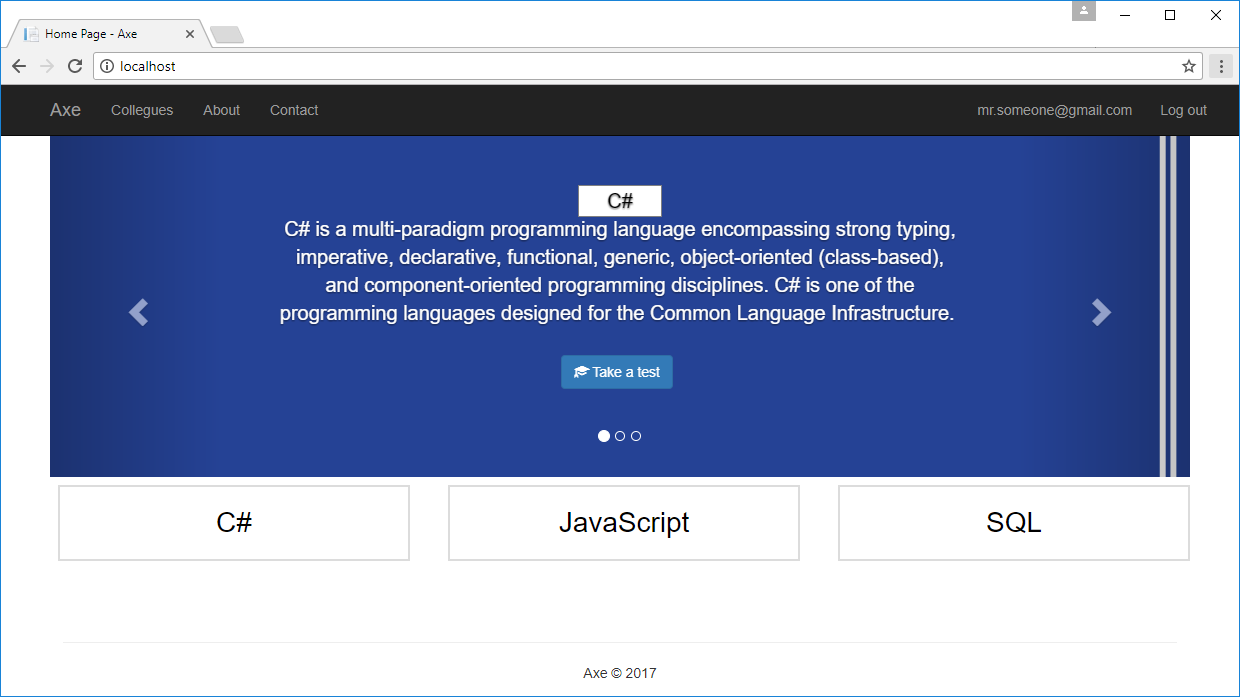 Home Page - Axe
localhost
Axe Collegues About Contact mr.someone@gmail.com Log out
C#
C# is a multi-paradigm programming language encompassing strong typing,
imperative, declarative, functional, generic, object-oriented (class-based),
and component-oriented programming disciplines. C# is one of the
programming languages designed for the Common Language Infrastructure.
Take a test
C# JavaScript SQL
Axe © 2017